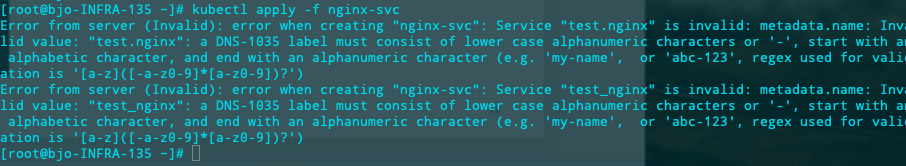 [root@bjo-INFRA-135 ~]# kubectl apply -f nginx-svc
Error from server (Invalid): error when creating "nginx-svc": Service "test.nginx" is invalid: metadata.name: Inva
lid value: "test.nginx": a DNS-1035 label must consist of lower case alphanumeric characters or '-', start with an
 alphabetic character, and end with an alphanumeric character (e.g. 'my-name',  or 'abc-123', regex used for valid
ation is '[a-z]([-a-z0-9]*[a-z0-9])?')
Error from server (Invalid): error when creating "nginx-svc": Service "test_nginx" is invalid: metadata.name: Inva
lid value: "test_nginx": a DNS-1035 label must consist of lower case alphanumeric characters or '-', start with an
 alphabetic character, and end with an alphanumeric character (e.g. 'my-name',  or 'abc-123', regex used for valid
ation is '[a-z]([-a-z0-9]*[a-z0-9])?')
[root@bjo-INFRA-135 ~]#